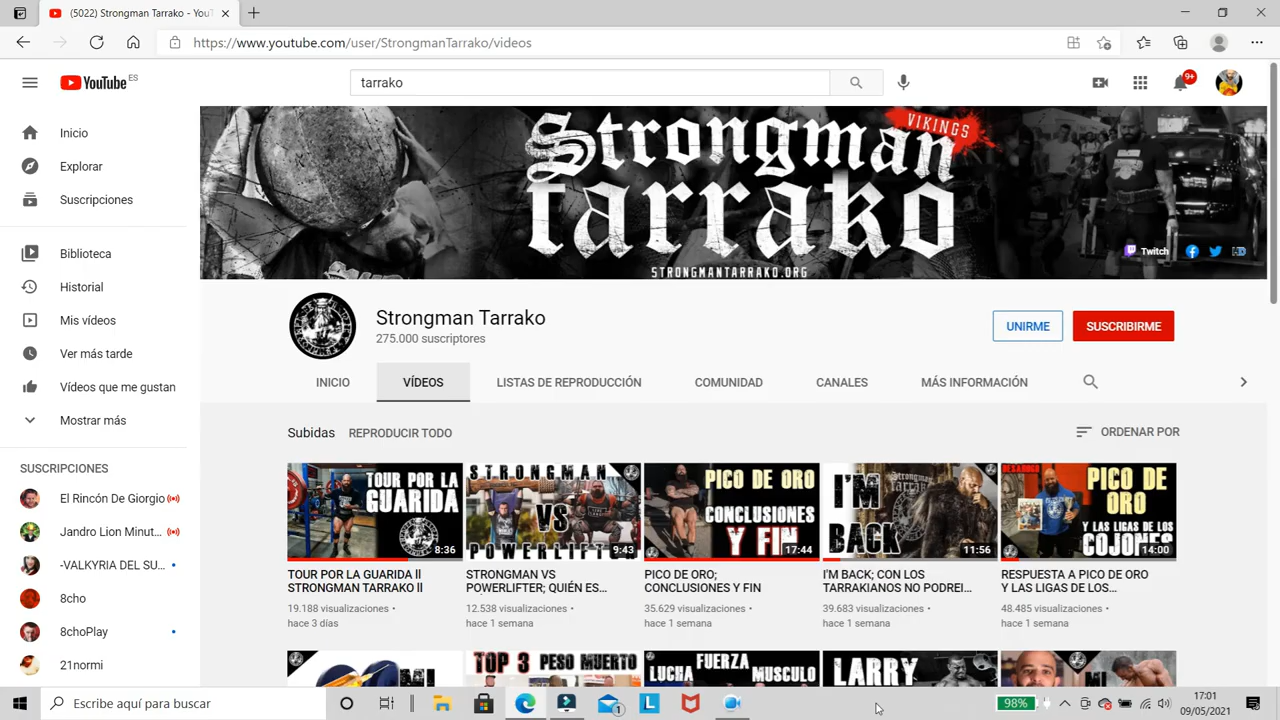 (5022) Strongman Tarrako - YouT
https://www.youtube.com/user/StrongmanTarrako/videos
YouTube ES
tarrako
9+
Inicio
Explorar
Suscripciones
Biblioteca
Historial
Mis vídeos
Ver más tarde
Vídeos que me gustan
Mostrar más
SUSCRIPCIONES
El Rincón De Giorgio
Jandro Lion Minut...
-VALKYRIA DEL SU...
8cho
8choPlay
21normi
VIKINGS
Strongman
tarrako
STRONGMANTARRAKO.ORG
Twitch
Strongman Tarrako
275.000 suscriptores
UNIRME
SUSCRIBIRME
INICIO
VÍDEOS
LISTAS DE REPRODUCCIÓN
COMUNIDAD
CANALES
MÁS INFORMACIÓN
Subidas
REPRODUCIR TODO
ORDENAR POR
TOUR POR LA
GUARIDA
8:36
TOUR POR LA GUARIDA ll
STRONGMAN TARRAKO ll
19.188 visualizaciones •
hace 3 días
STRONGMAN
VS
POWERLIFT
9:43
STRONGMAN VS
POWERLIFTER; QUIÉN ES...
12.538 visualizaciones •
hace 1 semana
PICO DE ORO
CONCLUSIONES
Y FIN
17:44
PICO DE ORO;
CONCLUSIONES Y FIN
35.629 visualizaciones •
hace 1 semana
I'M
BACK
11:56
I'M BACK; CON LOS
TARRAKIANOS NO PODREI...
39.683 visualizaciones •
hace 1 semana
DESAHOGO
PICO DE
ORO
Y LAS LIGAS DE LOS
COJONES
14:00
RESPUESTA A PICO DE ORO
Y LAS LIGAS DE LOS...
48.485 visualizaciones •
hace 1 semana
MI
TOP 3 PESO MUERTO
LUCHA FUERZA MUSCULO
LARRY
MI
Escribe aquí para buscar
1
98%
17:01
09/05/2021